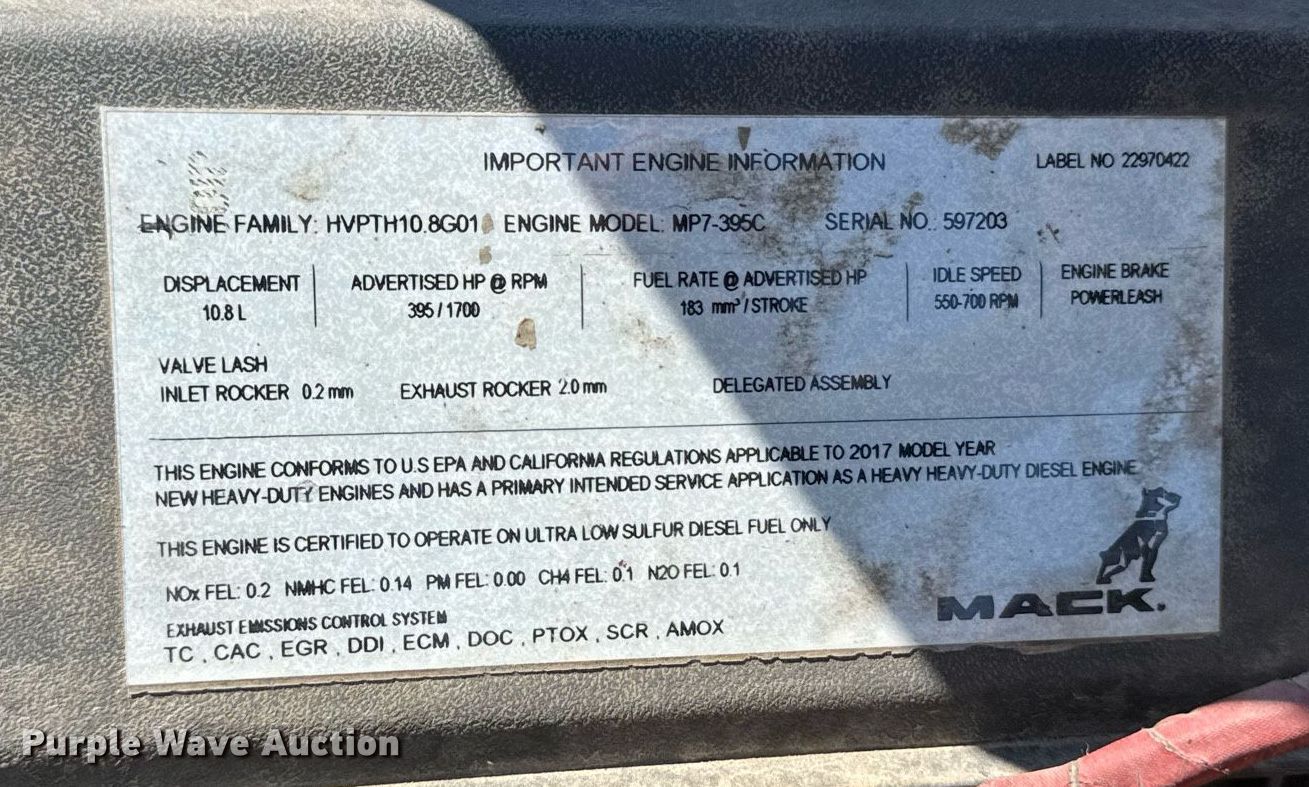 IMPORTANT ENGINE INFORMATION LABEL NO 22970422
ENGINE FAMILY: HVPTH10.8G01 ENGINE MODEL: MP7-395C SERIAL NO. 597203
DISPLACEMENT ADVERTISED HP @ RPM FUEL RATE @ ADVERTISED HP IDLE SPEED ENGINE BRAKE
10.8 L 395 / 1700 183 mm³ / STROKE 550-700 RPM POWERLEASH
VALVE LASH
INLET ROCKER 0.2 mm EXHAUST ROCKER 2.0 mm DELEGATED ASSEMBLY
THIS ENGINE CONFORMS TO U.S EPA AND CALIFORNIA REGULATIONS APPLICABLE TO 2017 MODEL YEAR
NEW HEAVY-DUTY ENGINES AND HAS A PRIMARY INTENDED SERVICE APPLICATION AS A HEAVY HEAVY-DUTY DIESEL ENGINE
THIS ENGINE IS CERTIFIED TO OPERATE ON ULTRA LOW SULFUR DIESEL FUEL ONLY
NOx FEL: 0.2 NMHC FEL: 0.14 PM FEL: 0.00 CH4 FEL: 0.1 N2O FEL: 0.1
EXHAUST EMISSIONS CONTROL SYSTEM
TC , CAC , EGR , DDI , ECM , DOC , PTOX , SCR , AMOX
MACK.
Purple Wave Auction